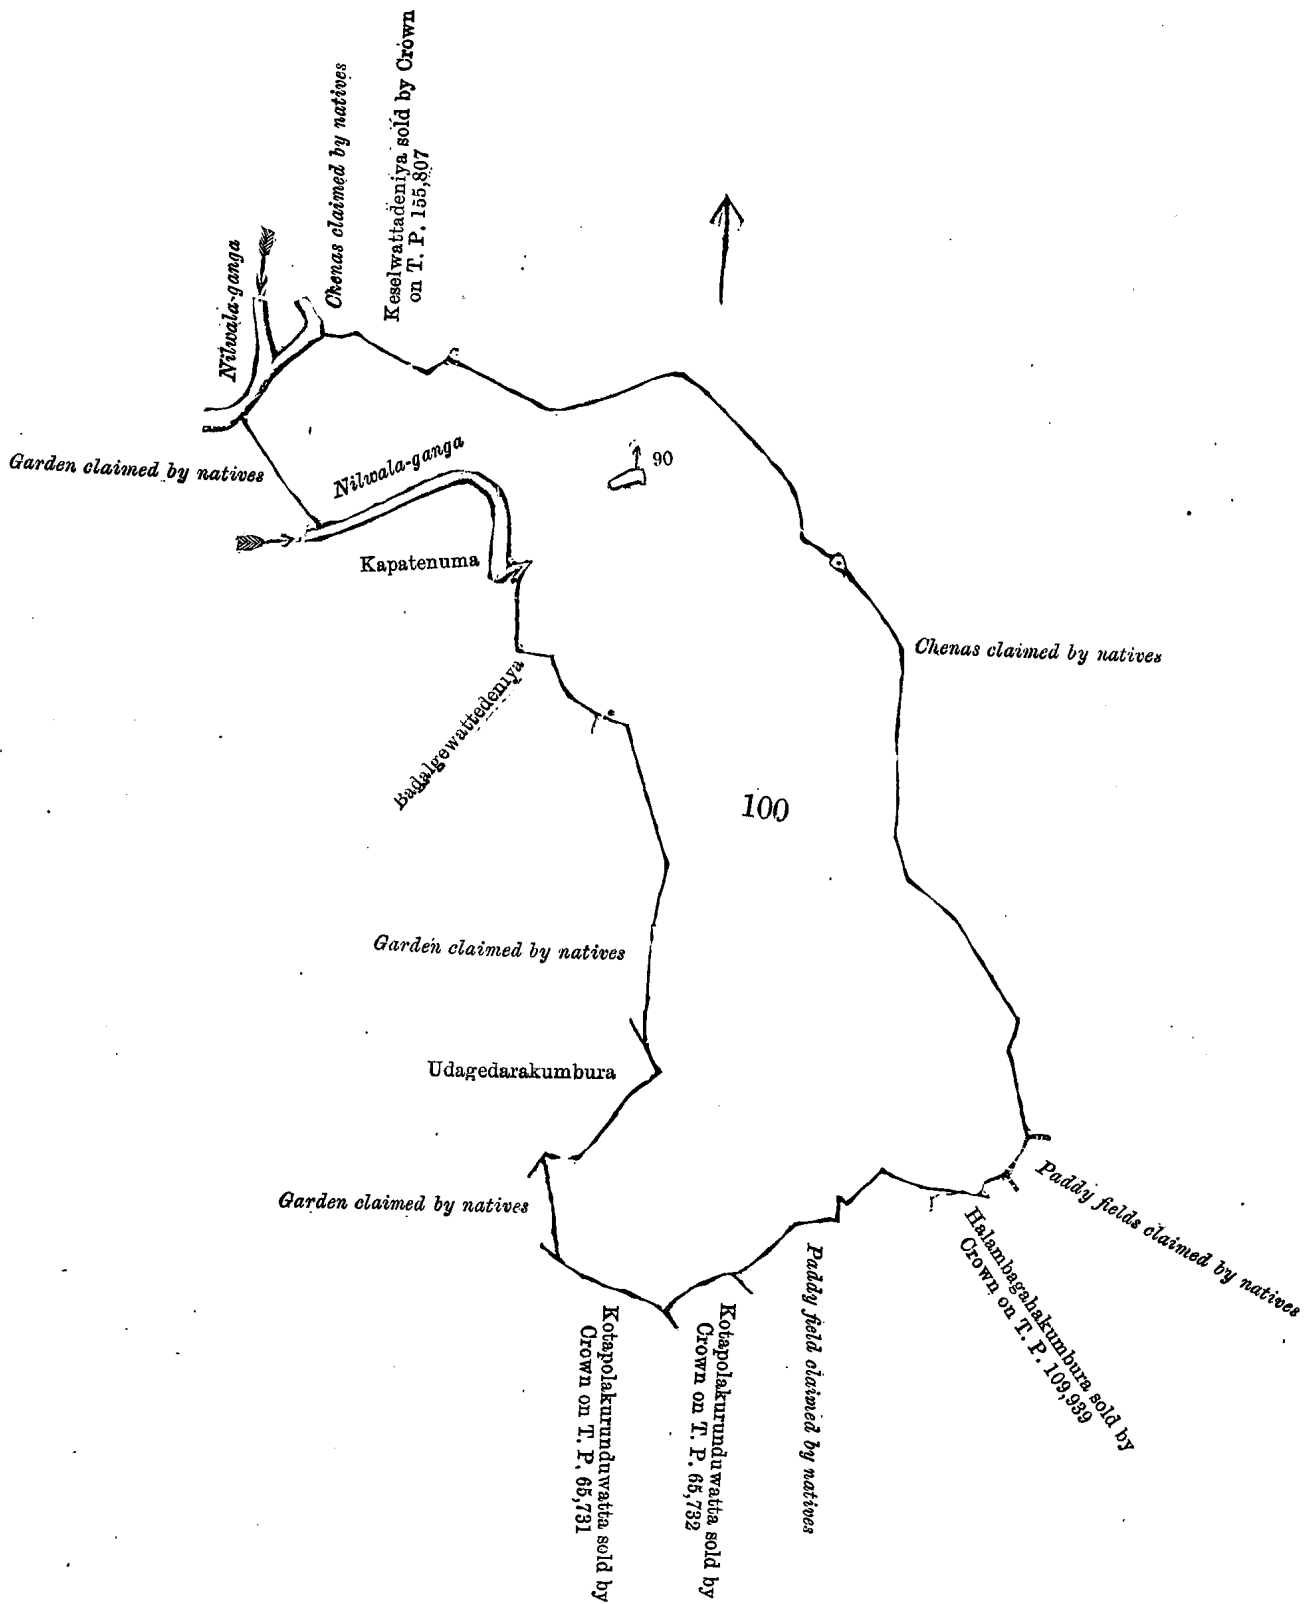 Keselwattadeniya sold by Crown
on T. P. 155,807
Chenas claimed by natives
Nilwala-ganga
Garden claimed by natives
Nilwala-ganga
90
Kapatenuma
Chenas claimed by natives
Badalgewattedeniya
100
Garden claimed by natives
Udagedarakumbura
Garden claimed by natives
Paddy fields claimed by natives
Halambagahakumbura sold by
Crown on T. P. 109,939
Paddy field claimed by natives
Kotapolakurunduwatta sold by
Crown on T. P. 65,732
Kotapolakurunduwatta sold by
Crown on T. P. 65,731